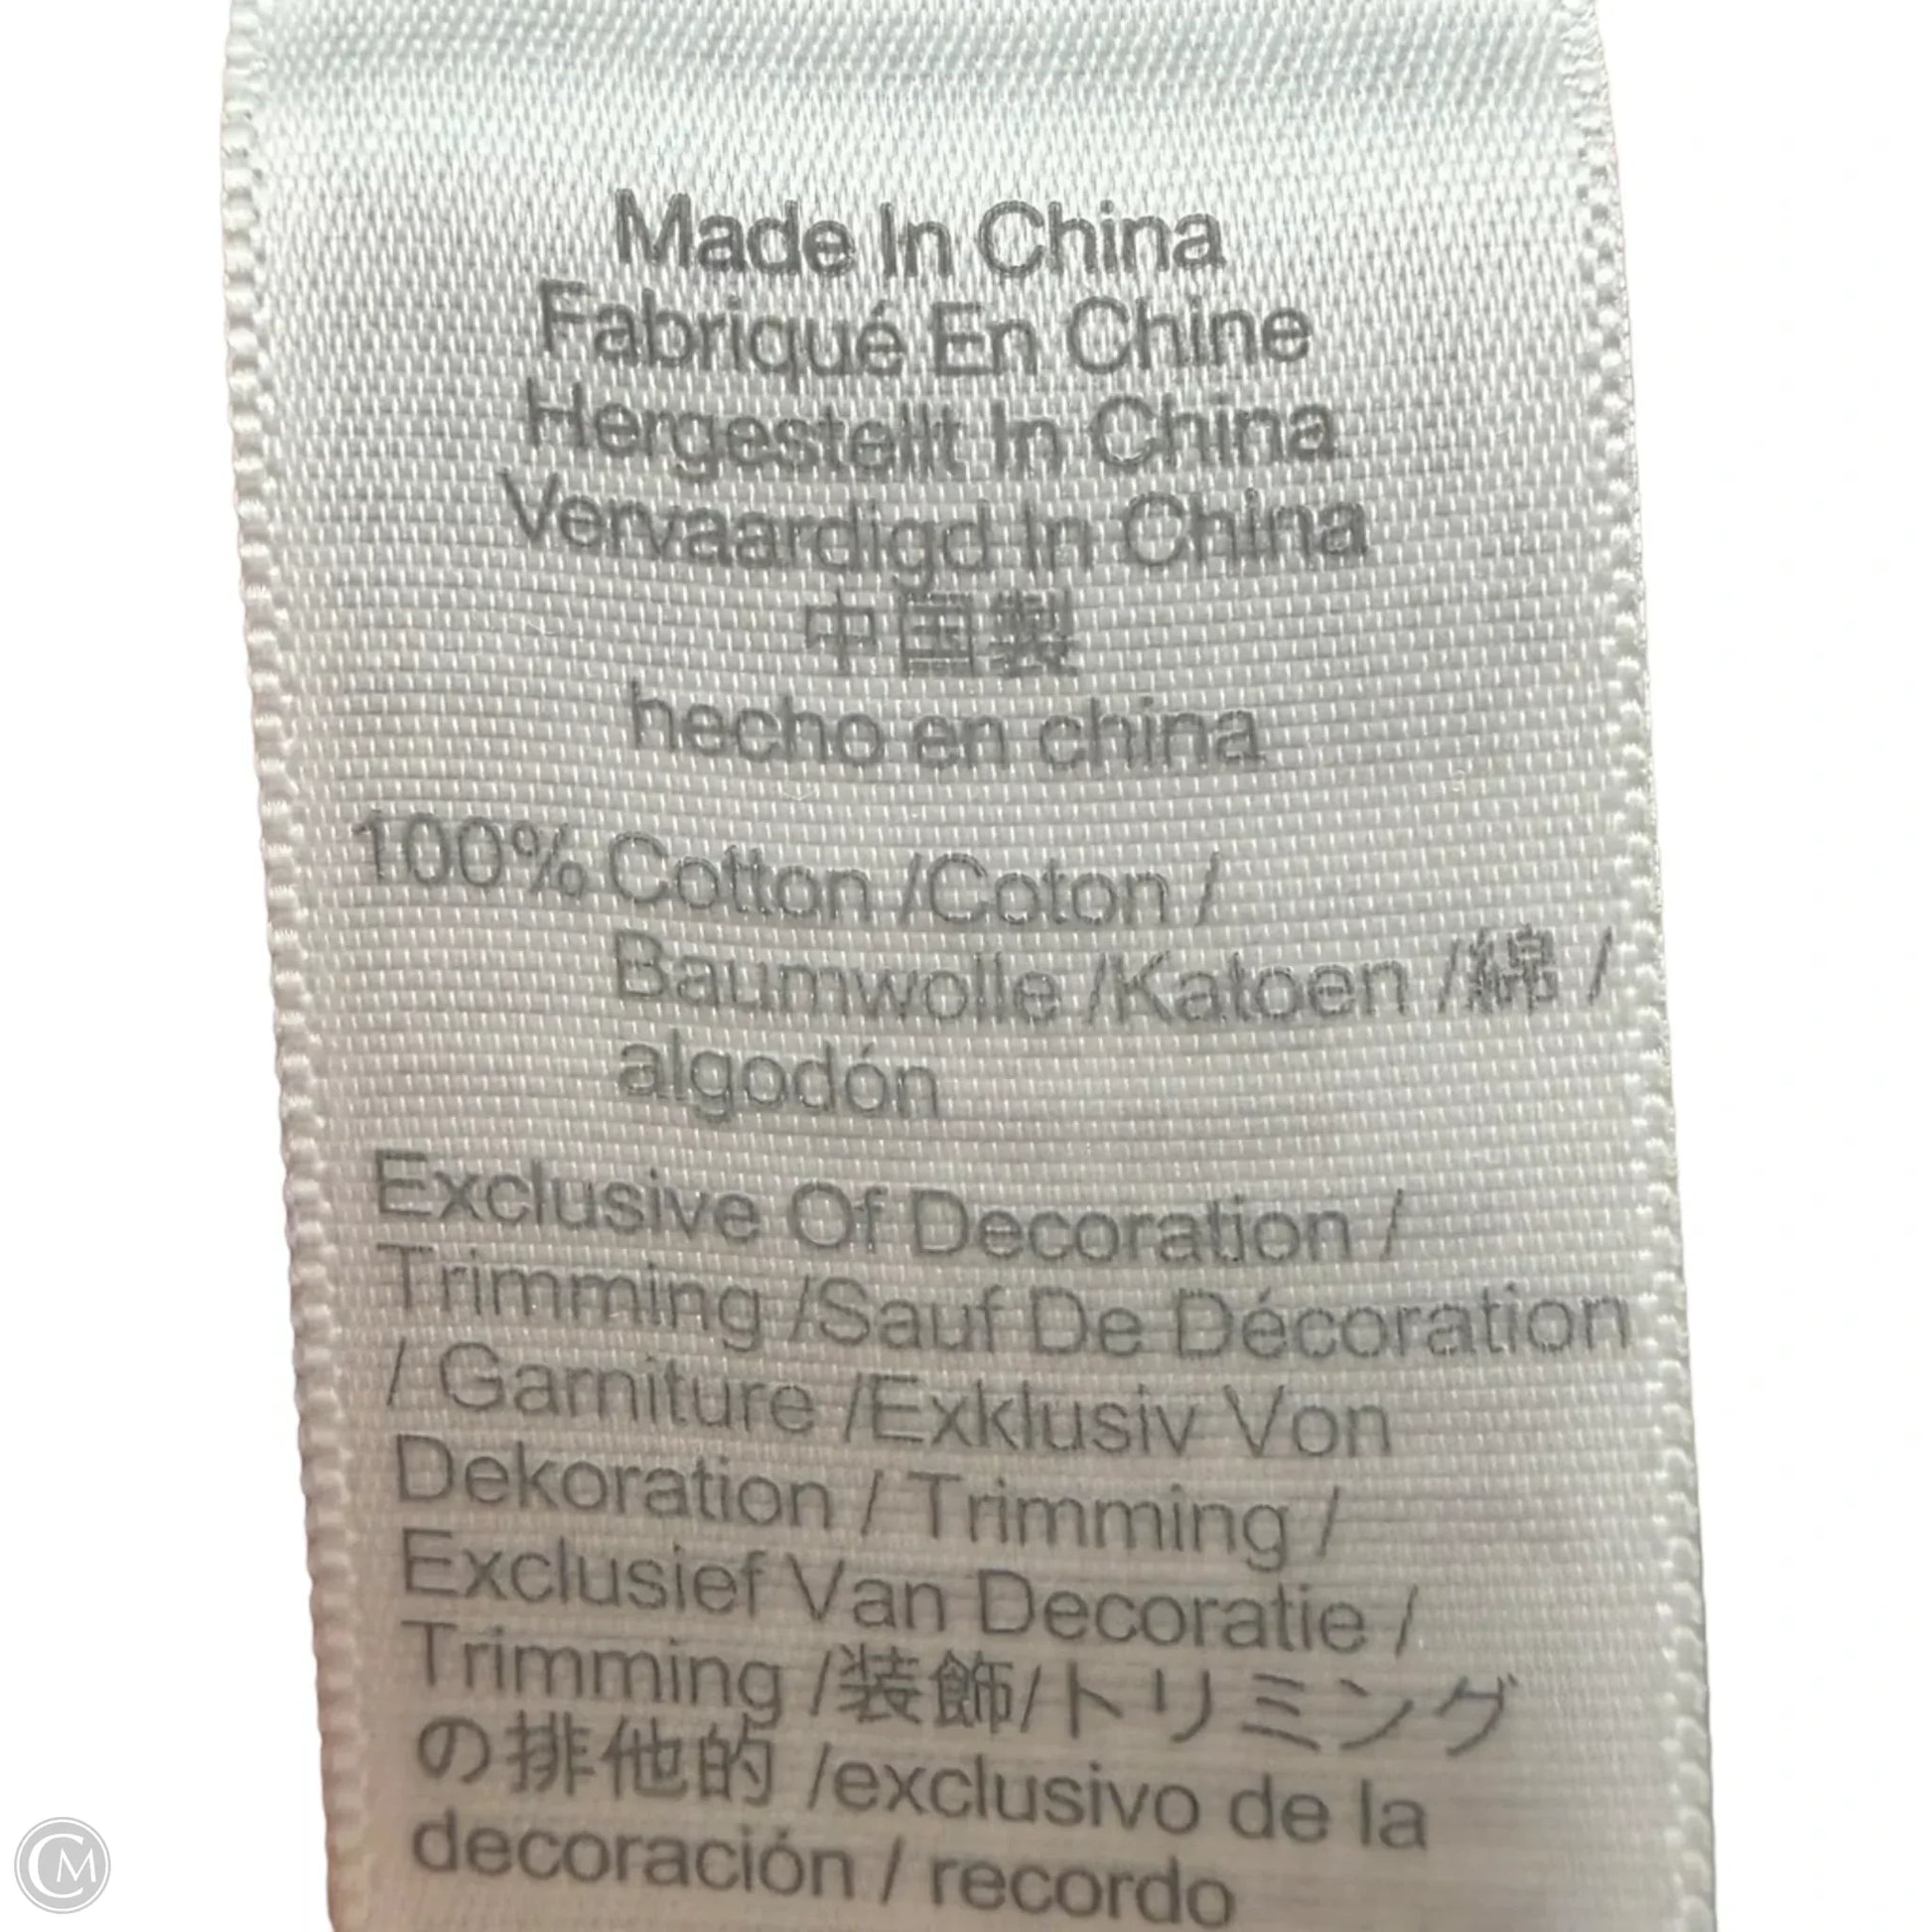 Made In China
Fabriqué En Chine
Hergestellt In China
Vervaardigd In China
中国製
hecho en china
100% Cotton /Coton /
Baumwolle /Katoen /綿 /
algodón
Exclusive Of Decoration /
Trimming /Sauf De Décoration
/ Garniture /Exklusiv Von
Dekoration / Trimming /
Exclusief Van Decoratie /
Trimming /装飾/トリミング
の排他的 /exclusivo de la
decoración / recordo
CM